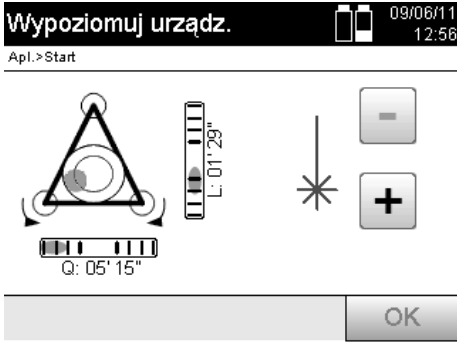 Wypoziomuj urządz.
09/06/11
12:56
Apl.>Start
L: 01' 29"
Q: 05' 15"
OK